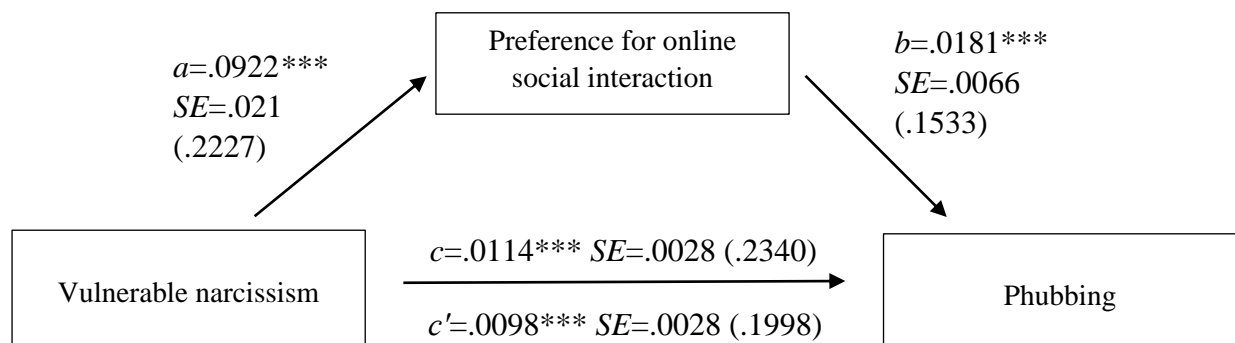 Preference for online
social interaction
a=.0922***
SE=.021
(.2227)
b=.0181***
SE=.0066
(.1533)
Vulnerable narcissism
c=.0114*** SE=.0028 (.2340)
c'=.0098*** SE=.0028 (.1998)
Phubbing